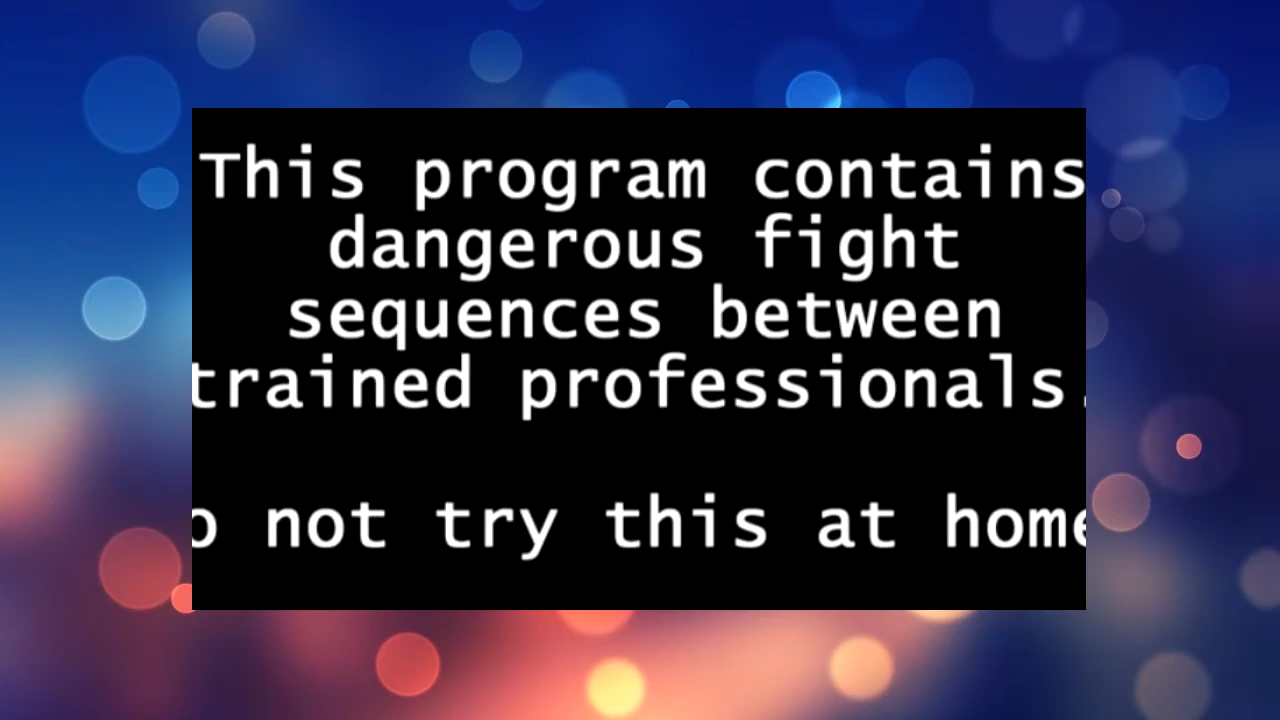 This program contains
dangerous fight
sequences between
trained professionals.
o not try this at home